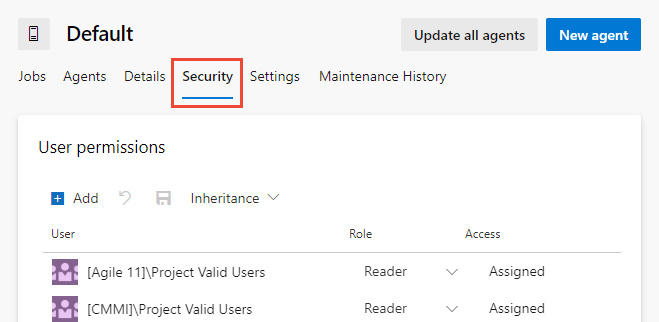 Default
Update all agents
New agent
Jobs Agents Details Security Settings Maintenance History
User permissions
Add Inheritance
User Role Access
[Agile 11]\Project Valid Users Reader Assigned
[CMMI]\Project Valid Users Reader Assigned